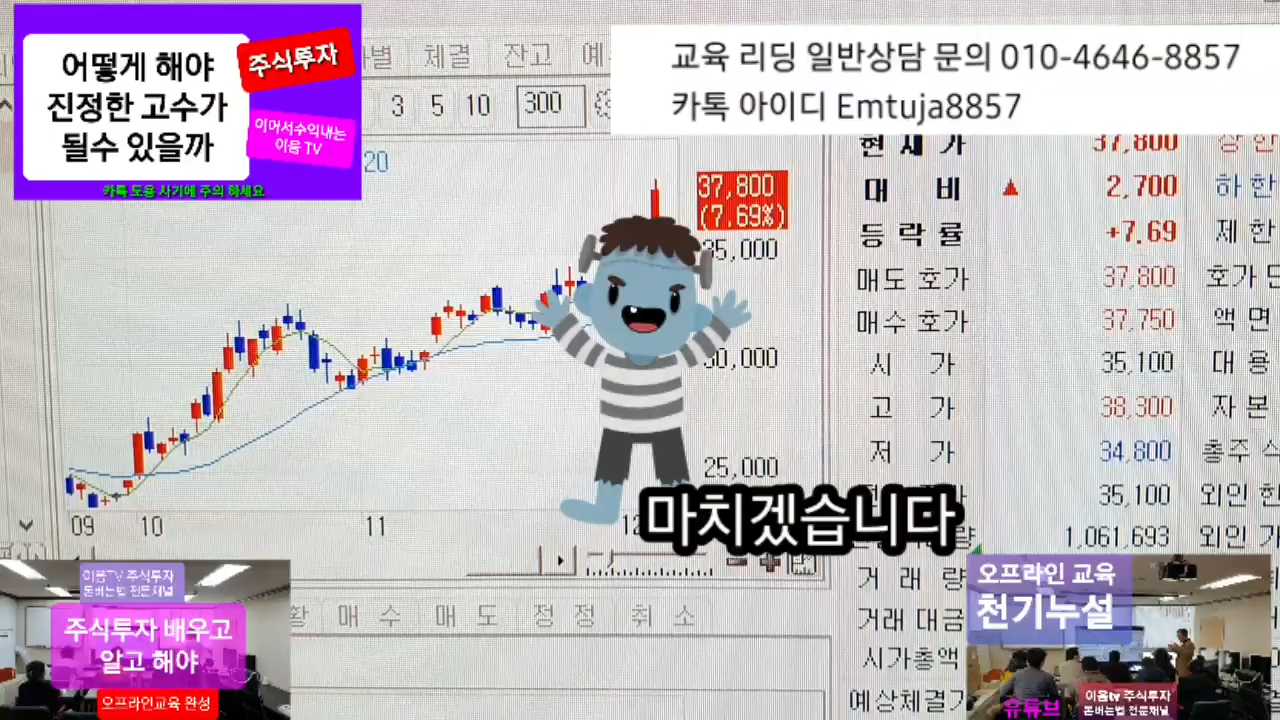 어떻게 해야
진정한 고수가
될수 있을까
주식투자
이어서수익내는
이음 TV
카톡 도용 사기에 주의 하세요
교육 리딩 일반상담 문의 010-4646-8857
카톡 아이디 Emtuja8857
체결
잔고
3 5 10 300
20
37,800
(7.69%)
35,000
30,000
25,000
09 10 11 12
현 재 가 37,800 상 한
대 비 ▲ 2,700 하 한
등 락 률 +7.69 제 한
매도 호가 37,800 호가
매수 호가 37,750 액 면
시 가 35,100 대 용
고 가 38,300 자 본
저 가 34,800 총주 식
35,100 외인 한
1,061,693 외인
거 래 량
거래 대금
시가총액
예상체결가
마치겠습니다
매 수 매 도 정 정 취 소
이음TV 주식투자
돈버는법 전문채널
주식투자 배우고
알고 해야
오프라인교육 완성
오프라인 교육
천기누설
이음tv 주식투자
돈버는법 전문채널
유튜브